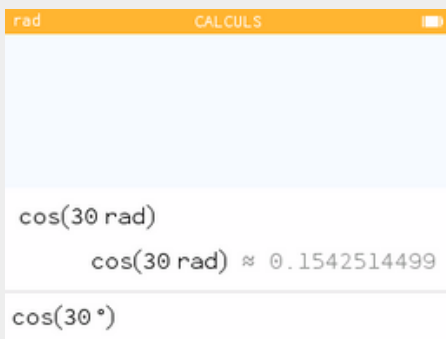 rad CALCULS
cos(30 rad)
cos(30 rad) ≈ 0.1542514499
cos(30 °)